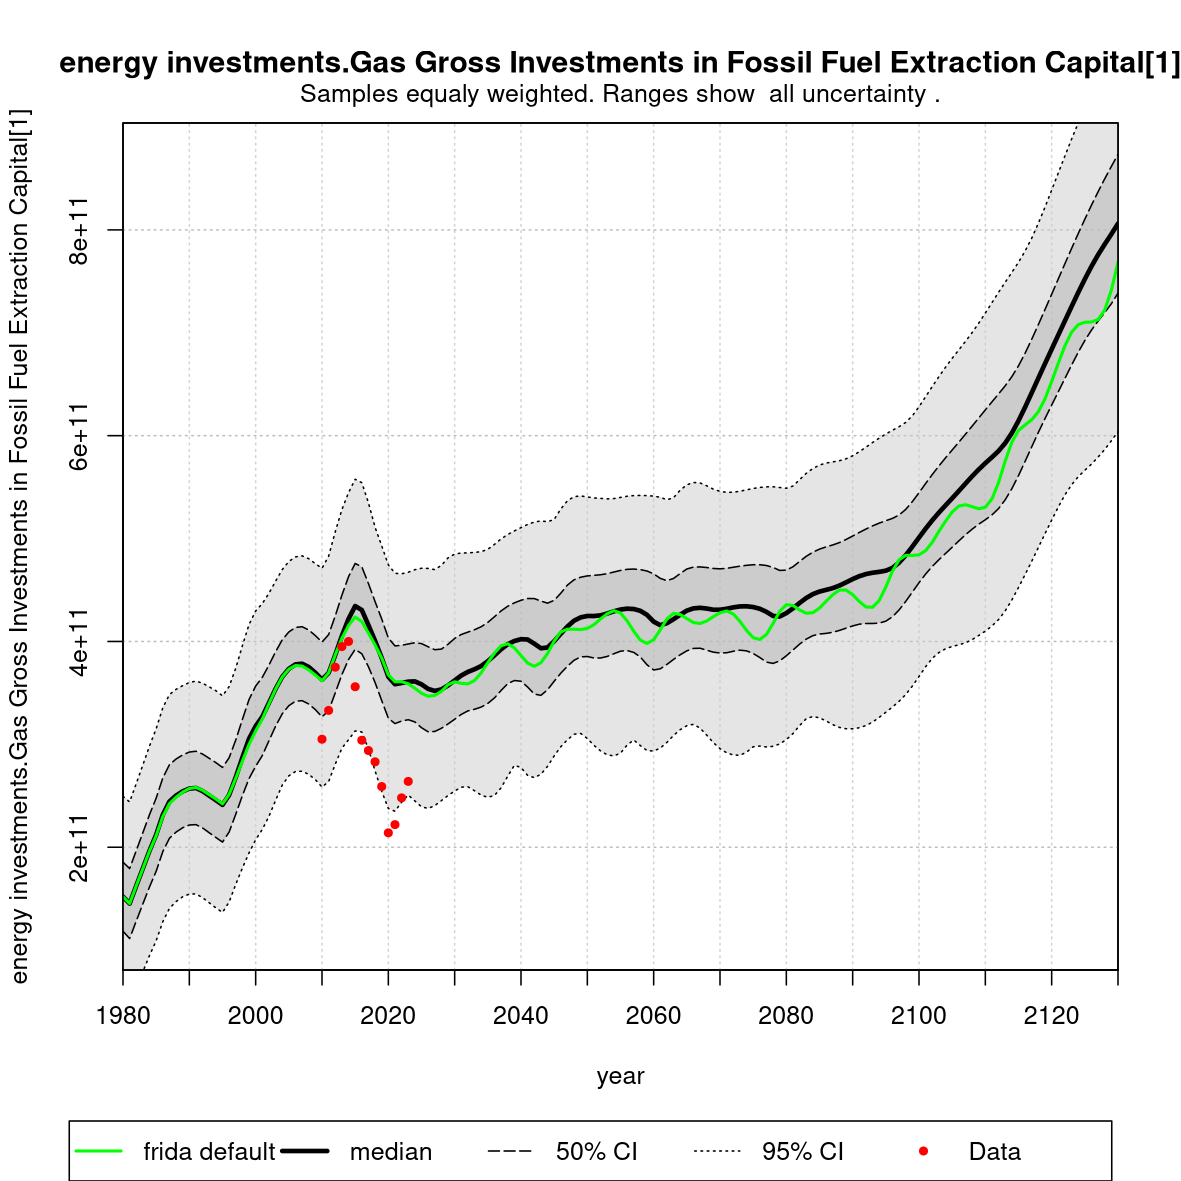 energy investments.Gas Gross Investments in Fossil Fuel Extraction Capital[1]
Samples equaly weighted. Ranges show  all uncertainty .
energy investments.Gas Gross Investments in Fossil Fuel Extraction Capital[1]
8e+11
6e+11
4e+11
2e+11
1980 2000 2020 2040 2060 2080 2100 2120
year
frida default median 50% CI 95% CI Data